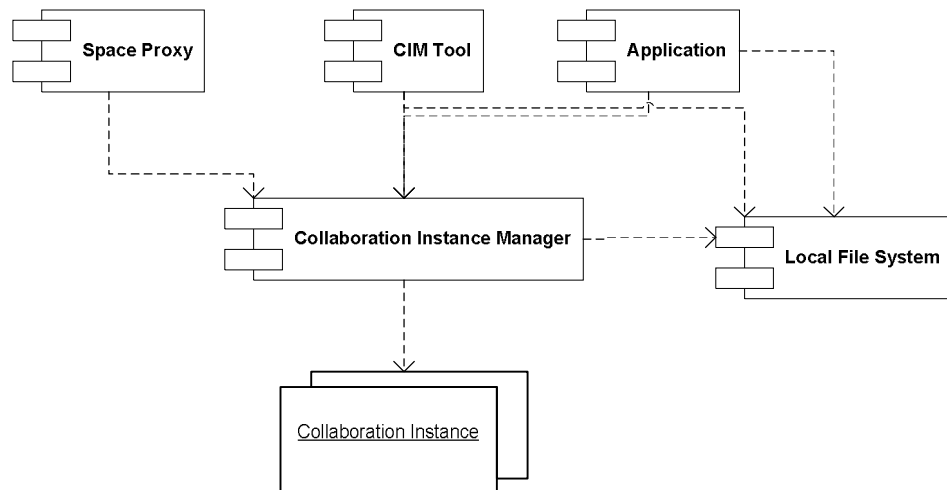 Space Proxy
CIM Tool
Application
Collaboration Instance Manager
Local File System
Collaboration Instance